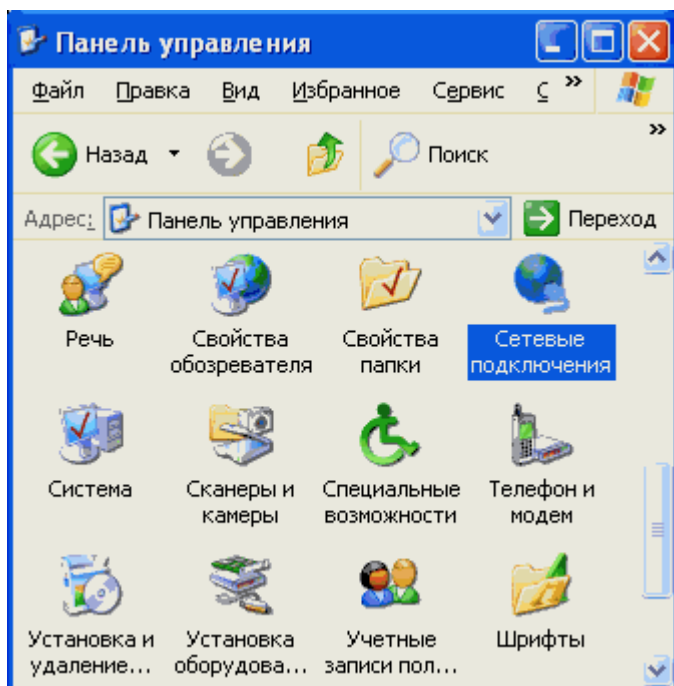 Панель управления
Файл Правка Вид Избранное Сервис С »
Назад Поиск »
Адрес: Панель управления Переход
Речь Свойства обозревателя Свойства папки Сетевые подключения
Система Сканеры и камеры Специальные возможности Телефон и модем
Установка и удаление... Установка оборудова... Учетные записи пол... Шрифты